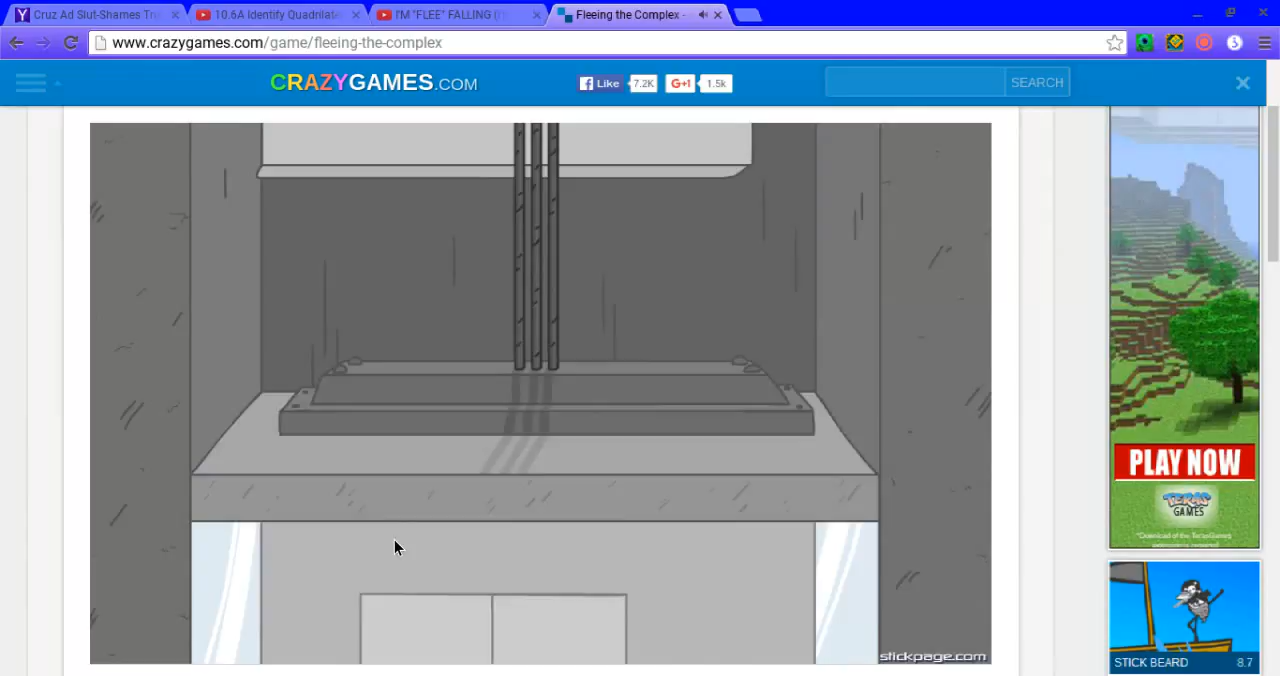 Cruz Ad Slut-Shames Tr
10.6A Identify Quadrilate
I'M "FLEE" FALLING (
Fleeing the Complex -
www.crazygames.com/game/fleeing-the-complex
CRAZYGAMES.COM
Like
7.2K
G+1
1.5k
SEARCH
PLAY NOW
TERAS
GAMES
stickpage.com
STICK BEARD 8.7